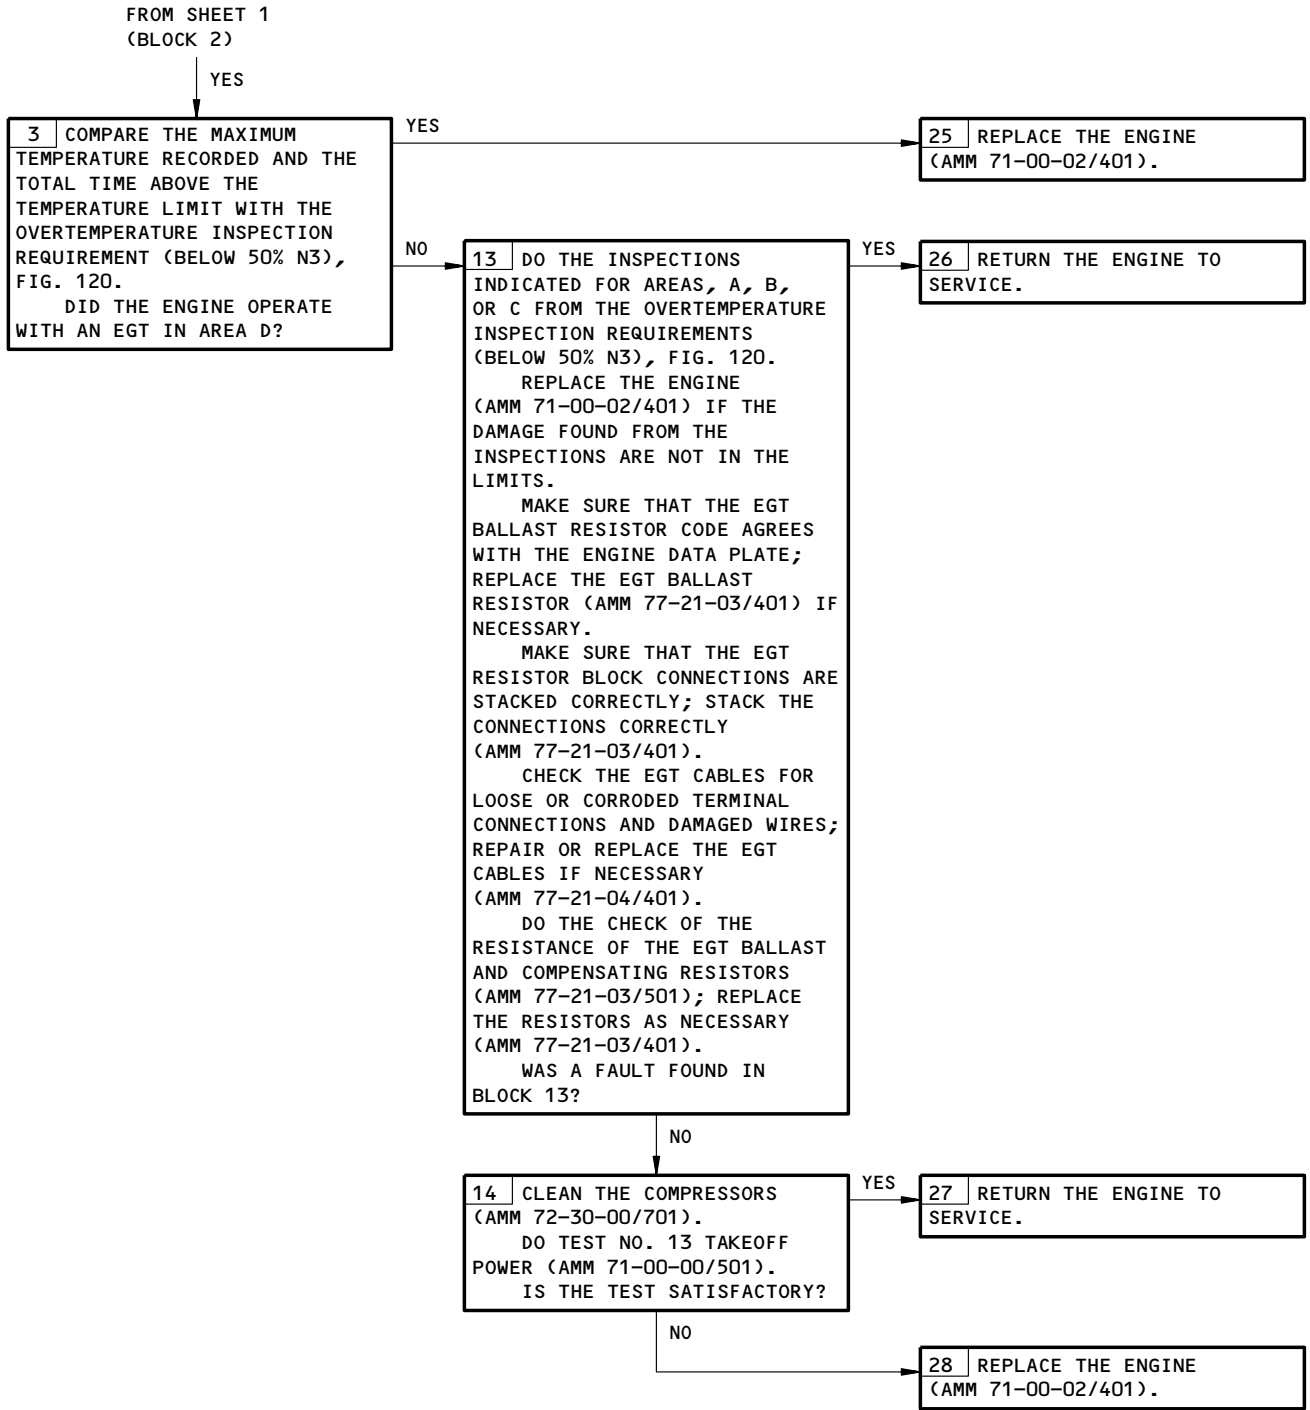 FROM SHEET 1
(BLOCK 2)
YES
3 COMPARE THE MAXIMUM
TEMPERATURE RECORDED AND THE
TOTAL TIME ABOVE THE
TEMPERATURE LIMIT WITH THE
OVERTEMPERATURE INSPECTION
REQUIREMENT (BELOW 50% N3),
FIG. 120.
DID THE ENGINE OPERATE
WITH AN EGT IN AREA D?
YES
25 REPLACE THE ENGINE
(AMM 71-00-02/401).
NO
13 DO THE INSPECTIONS
INDICATED FOR AREAS, A, B,
OR C FROM THE OVERTEMPERATURE
INSPECTION REQUIREMENTS
(BELOW 50% N3), FIG. 120.
REPLACE THE ENGINE
(AMM 71-00-02/401) IF THE
DAMAGE FOUND FROM THE
INSPECTIONS ARE NOT IN THE
LIMITS.
MAKE SURE THAT THE EGT
BALLAST RESISTOR CODE AGREES
WITH THE ENGINE DATA PLATE;
REPLACE THE EGT BALLAST
RESISTOR (AMM 77-21-03/401) IF
NECESSARY.
MAKE SURE THAT THE EGT
RESISTOR BLOCK CONNECTIONS ARE
STACKED CORRECTLY; STACK THE
CONNECTIONS CORRECTLY
(AMM 77-21-03/401).
CHECK THE EGT CABLES FOR
LOOSE OR CORRODED TERMINAL
CONNECTIONS AND DAMAGED WIRES;
REPAIR OR REPLACE THE EGT
CABLES IF NECESSARY
(AMM 77-21-04/401).
DO THE CHECK OF THE
RESISTANCE OF THE EGT BALLAST
AND COMPENSATING RESISTORS
(AMM 77-21-03/501); REPLACE
THE RESISTORS AS NECESSARY
(AMM 77-21-03/401).
WAS A FAULT FOUND IN
BLOCK 13?
YES
26 RETURN THE ENGINE TO
SERVICE.
NO
14 CLEAN THE COMPRESSORS
(AMM 72-30-00/701).
DO TEST NO. 13 TAKEOFF
POWER (AMM 71-00-00/501).
IS THE TEST SATISFACTORY?
YES
27 RETURN THE ENGINE TO
SERVICE.
NO
28 REPLACE THE ENGINE
(AMM 71-00-02/401).